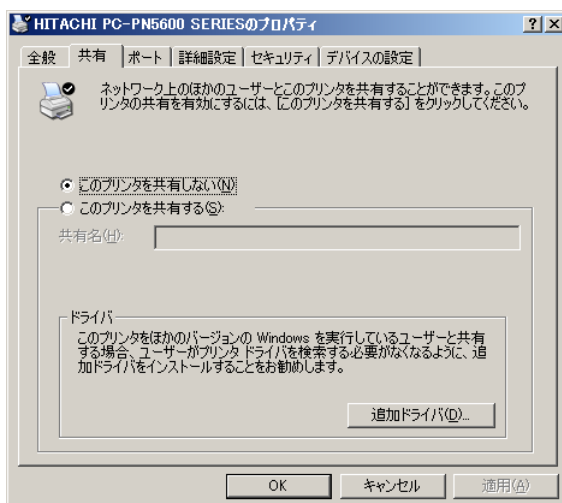 HITACHI PC-PN5600 SERIESのプロパティ
全般 共有 ポート 詳細設定 セキュリティ デバイスの設定
ネットワーク上のほかのユーザーとこのプリンタを共有することができます。このプ
リンタの共有を有効にするには、[このプリンタを共有する] をクリックしてください。
このプリンタを共有しない(N)
このプリンタを共有する(S):
共有名(H):
ドライバ
このプリンタをほかのバージョンの Windows を実行しているユーザーと共有
する場合、ユーザーがプリンタ ドライバを検索する必要がなくなるように、追
加ドライバをインストールすることをお勧めします。
追加ドライバ(D)...
OK キャンセル 適用(A)